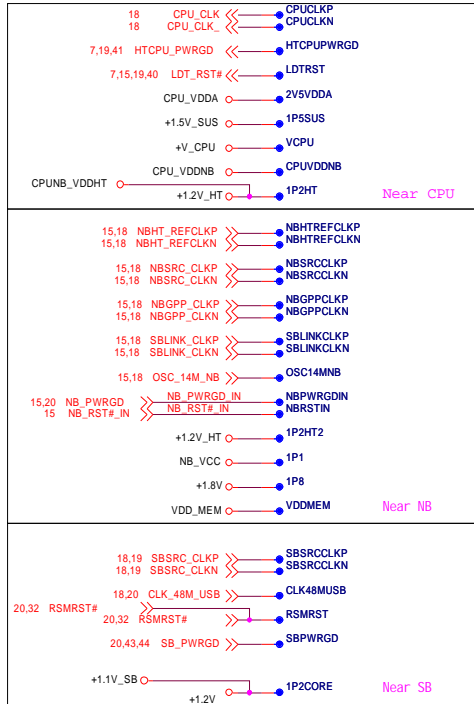 18 CPU_CLK CPUCLKP
18 CPU_CLK_ CPUCLKN
7,19,41 HTCPU_PWRGD HTCPUPWRGD
7,15,19,40 LDT_RST# LDTRST
CPU_VDDA 2V5VDDA
+1.5V_SUS 1P5SUS
+V_CPU VCPU
CPU_VDDNB CPUVDDNB
CPUNB_VDDHT
+1.2V_HT 1P2HT
Near CPU
15,18 NBHT_REFCLKP NBHTREFCLKP
15,18 NBHT_REFCLKN NBHTREFCLKN
15,18 NBSRC_CLKP NBSRCCLKP
15,18 NBSRC_CLKN NBSRCCLKN
15,18 NBGPP_CLKP NBGPPCLKP
15,18 NBGPP_CLKN NBGPPCLKN
15,18 SBLINK_CLKP SBLINKCLKP
15,18 SBLINK_CLKN SBLINKCLKN
15,18 OSC_14M_NB OSC14MNB
15,20 NB_PWRGD NB_PWRGD_IN NBPWRGDIN
15 NB_RST#_IN NB_RST#_IN NBRSTIN
+1.2V_HT 1P2HT2
NB_VCC 1P1
+1.8V 1P8
VDD_MEM VDDMEM
Near NB
18,19 SBSRC_CLKP SBSRCCLKP
18,19 SBSRC_CLKN SBSRCCLKN
18,20 CLK_48M_USB CLK48MUSB
20,32 RSMRST#
20,32 RSMRST# RSMRST
20,43,44 SB_PWRGD SBPWRGD
+1.1V_SB
+1.2V 1P2CORE
Near SB